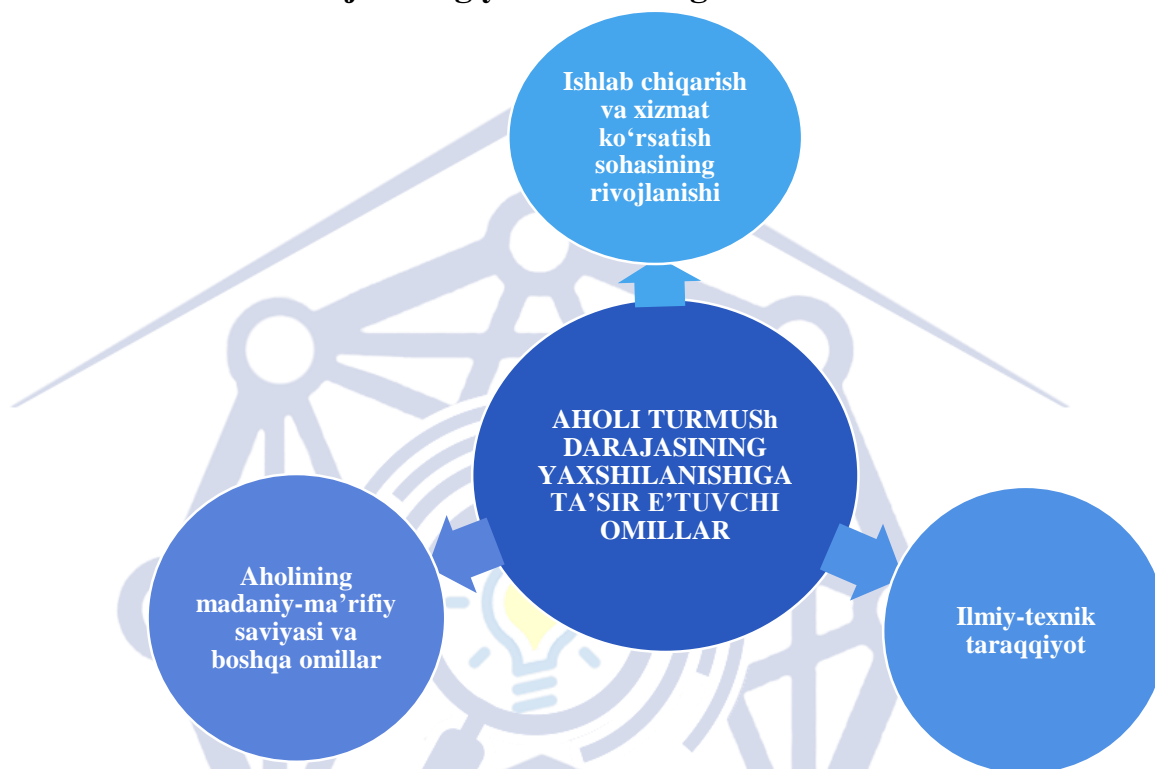 Ishlab chiqarish
va xizmat
ko‘rsatish
sohasining
rivojlanishi
AHOLI TURMUSh
DARAJASINING
YAXSHILANISHIGA
TA’SIR E’TUVCHI
OMILLAR
Aholining
madaniy-ma’rifiy
saviyasi va
boshqa omillar
Ilmiy-texnik
taraqqiyot